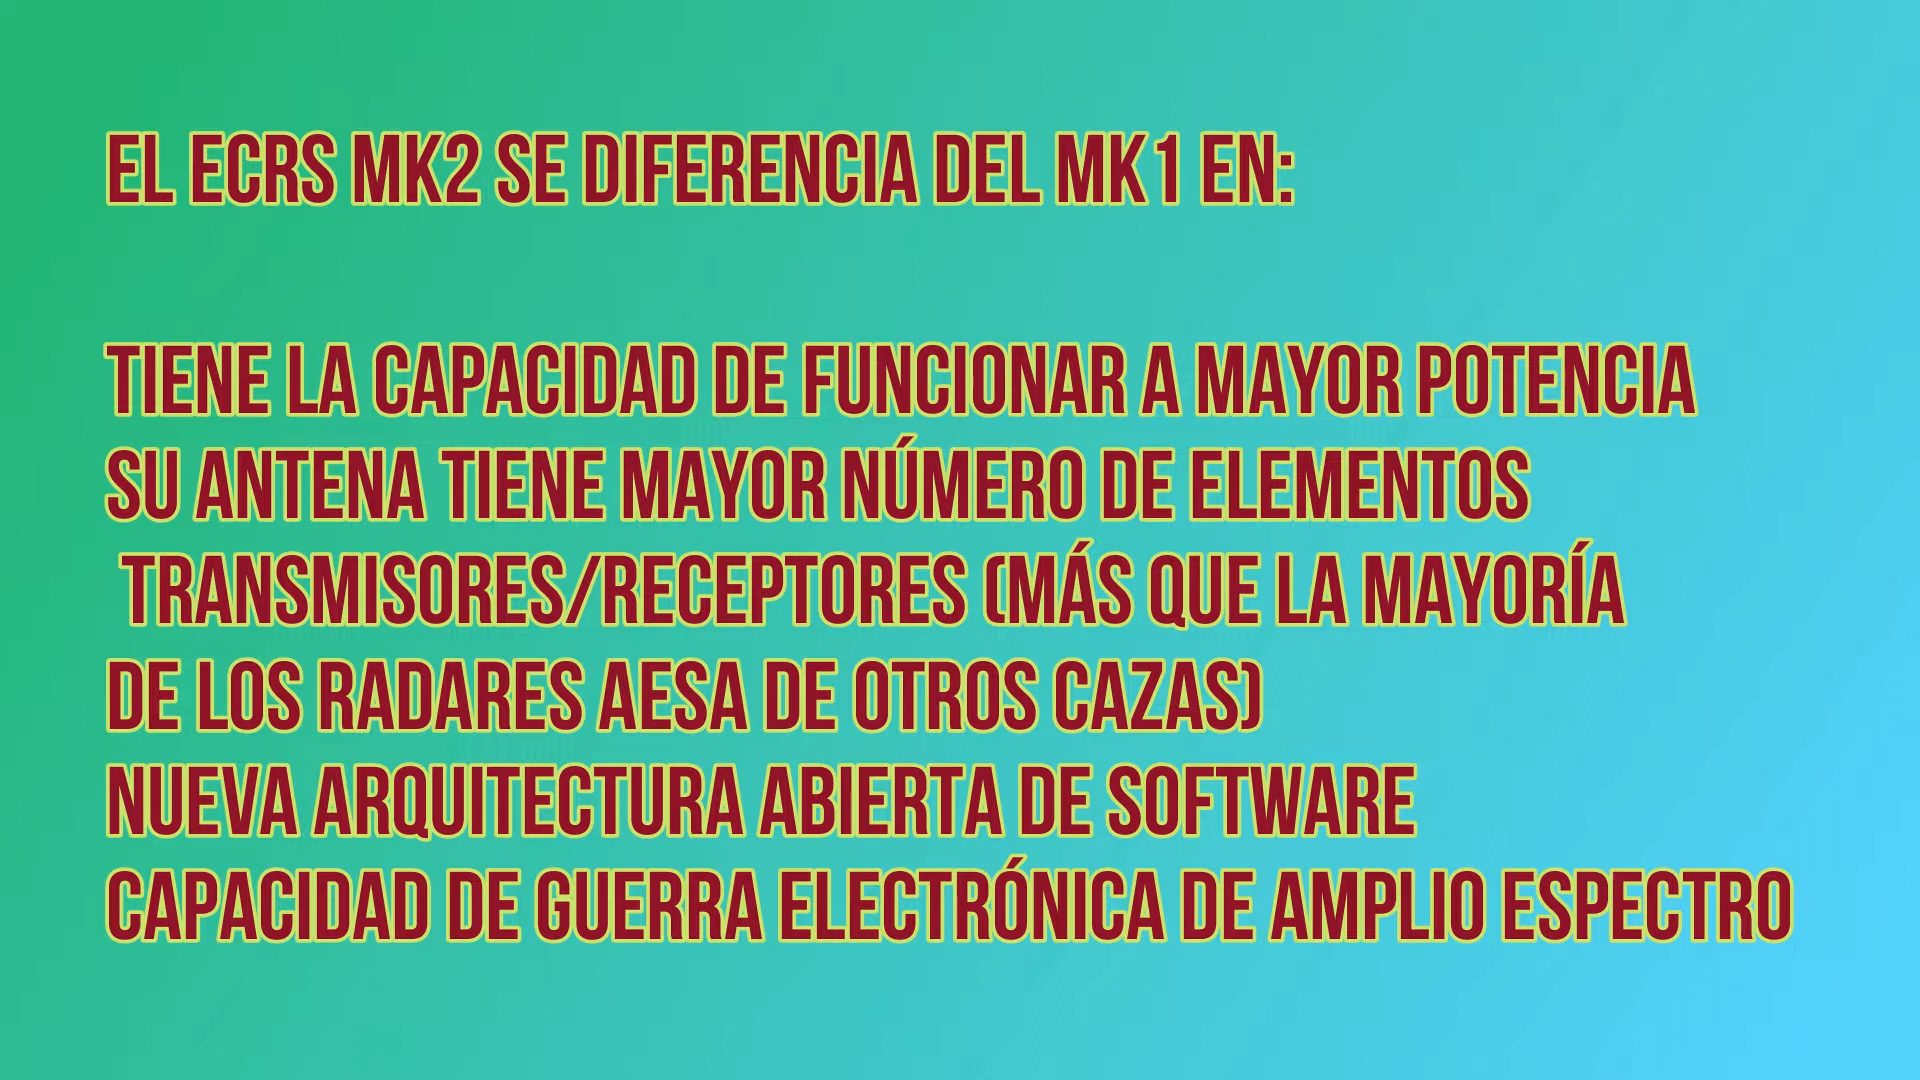 EL ECRS MK2 SE DIFERENCIA DEL MK1 EN:
TIENE LA CAPACIDAD DE FUNCIONAR A MAYOR POTENCIA
SU ANTENA TIENE MAYOR NÚMERO DE ELEMENTOS
TRANSMISORES/RECEPTORES (MÁS QUE LA MAYORÍA
DE LOS RADARES AESA DE OTROS CAZAS)
NUEVA ARQUITECTURA ABIERTA DE SOFTWARE
CAPACIDAD DE GUERRA ELECTRÓNICA DE AMPLIO ESPECTRO